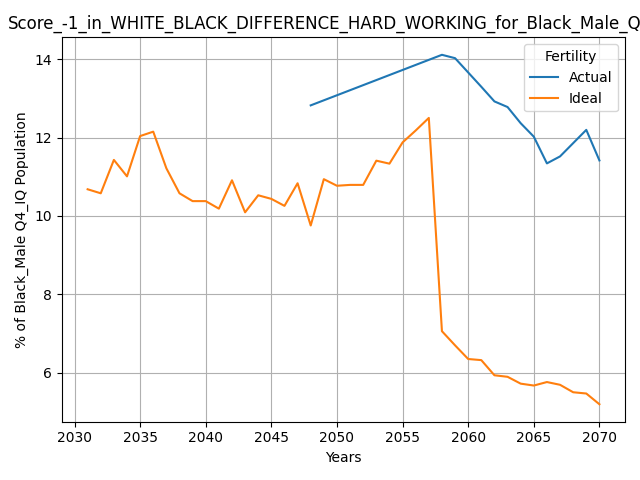 Score_-1_in_WHITE_BLACK_DIFFERENCE_HARD_WORKING_for_Black_Male_Q
Fertility
Actual
Ideal
% of Black_Male Q4_IQ Population
14
12
10
8
6
2030 2035 2040 2045 2050 2055 2060 2065 2070
Years